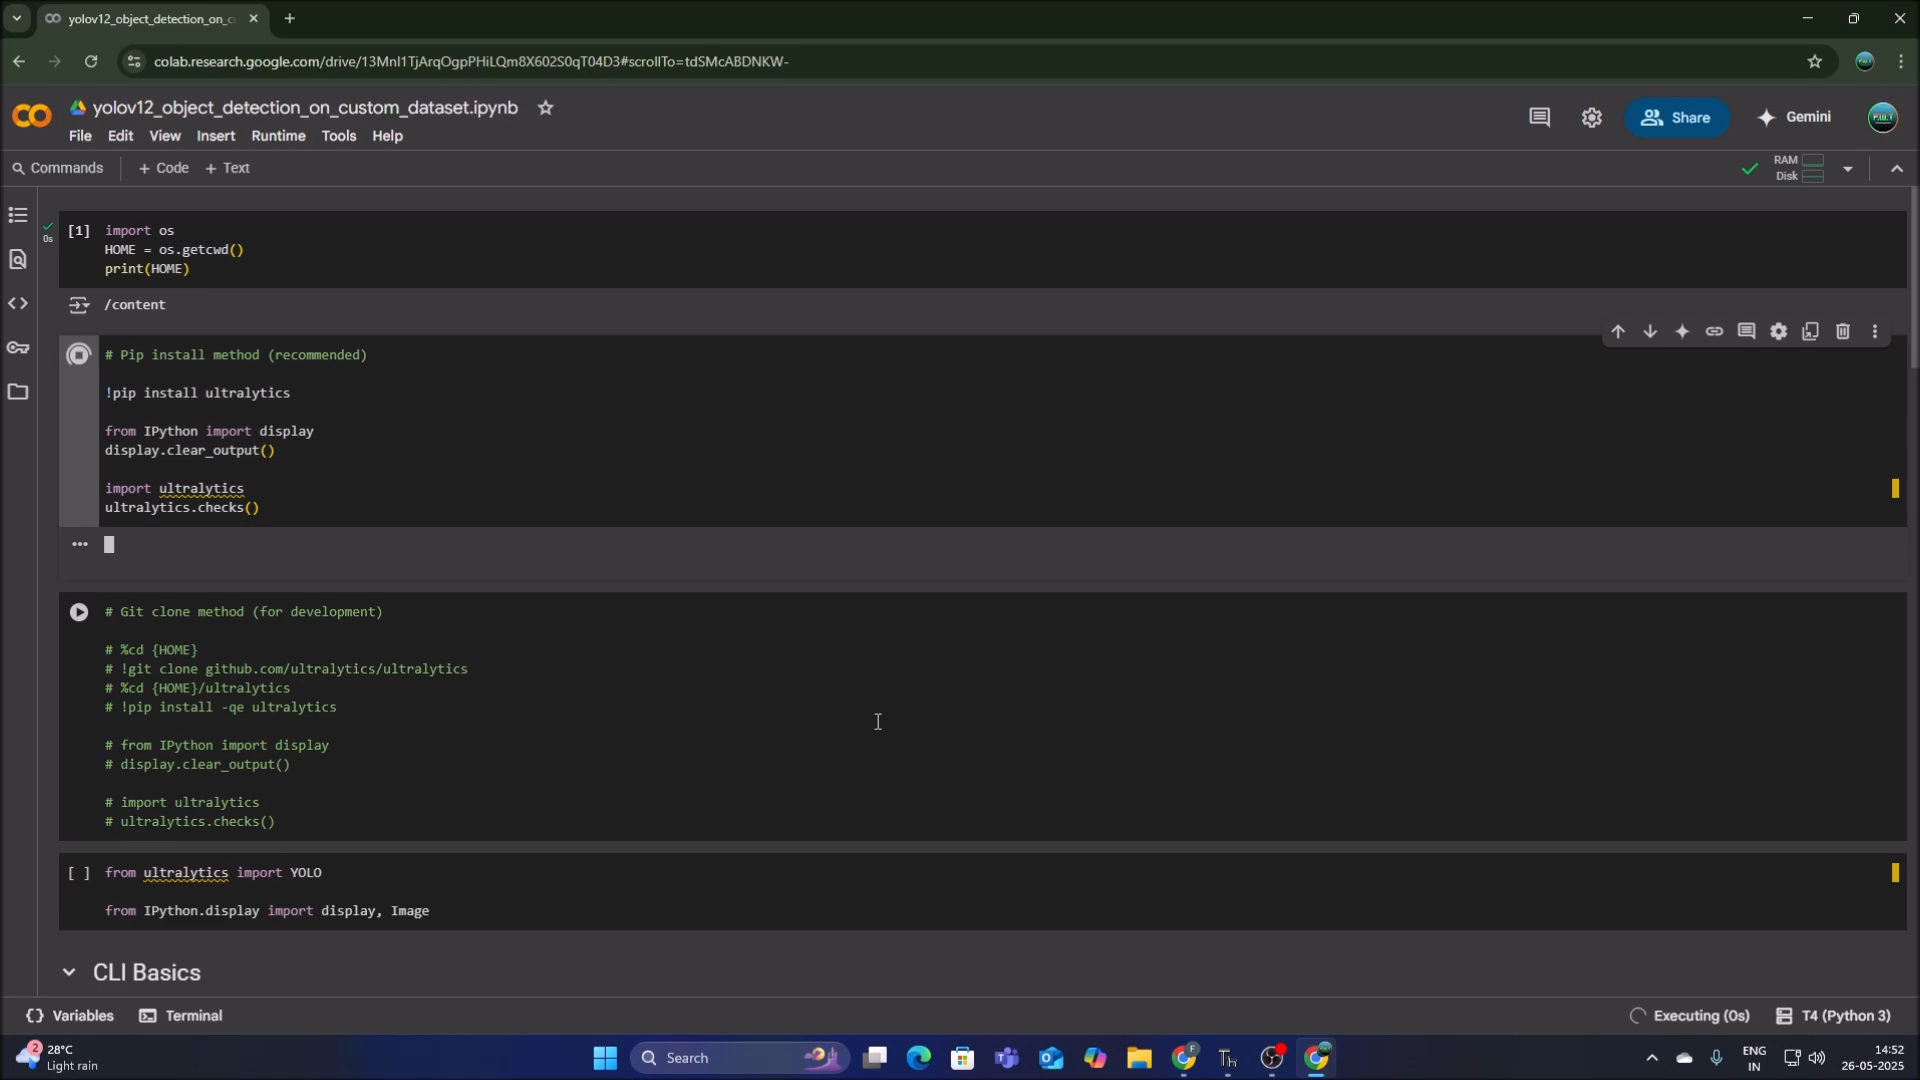 yolov12_object_detection_on_c
colab.research.google.com/drive/13MnI1TjArqOgpPHiLQm8X602S0qT04D3#scrollTo=tdSMcABDNKW-
yolov12_object_detection_on_custom_dataset.ipynb
Share
Gemini
File Edit View Insert Runtime Tools Help
Commands + Code + Text
RAM
Disk
[1] import os
0s
HOME = os.getcwd()
print(HOME)
/content
# Pip install method (recommended)
!pip install ultralytics
from IPython import display
display.clear_output()
import ultralytics
ultralytics.checks()
# Git clone method (for development)
# %cd {HOME}
# !git clone github.com/ultralytics/ultralytics
# %cd {HOME}/ultralytics
# !pip install -qe ultralytics
# from IPython import display
# display.clear_output()
# import ultralytics
# ultralytics.checks()
[ ] from ultralytics import YOLO
from IPython.display import display, Image
CLI Basics
{} Variables Terminal
Executing (0s) T4 (Python 3)
2
28°C
Light rain
Search
ENG
IN
14:52
26-05-2025